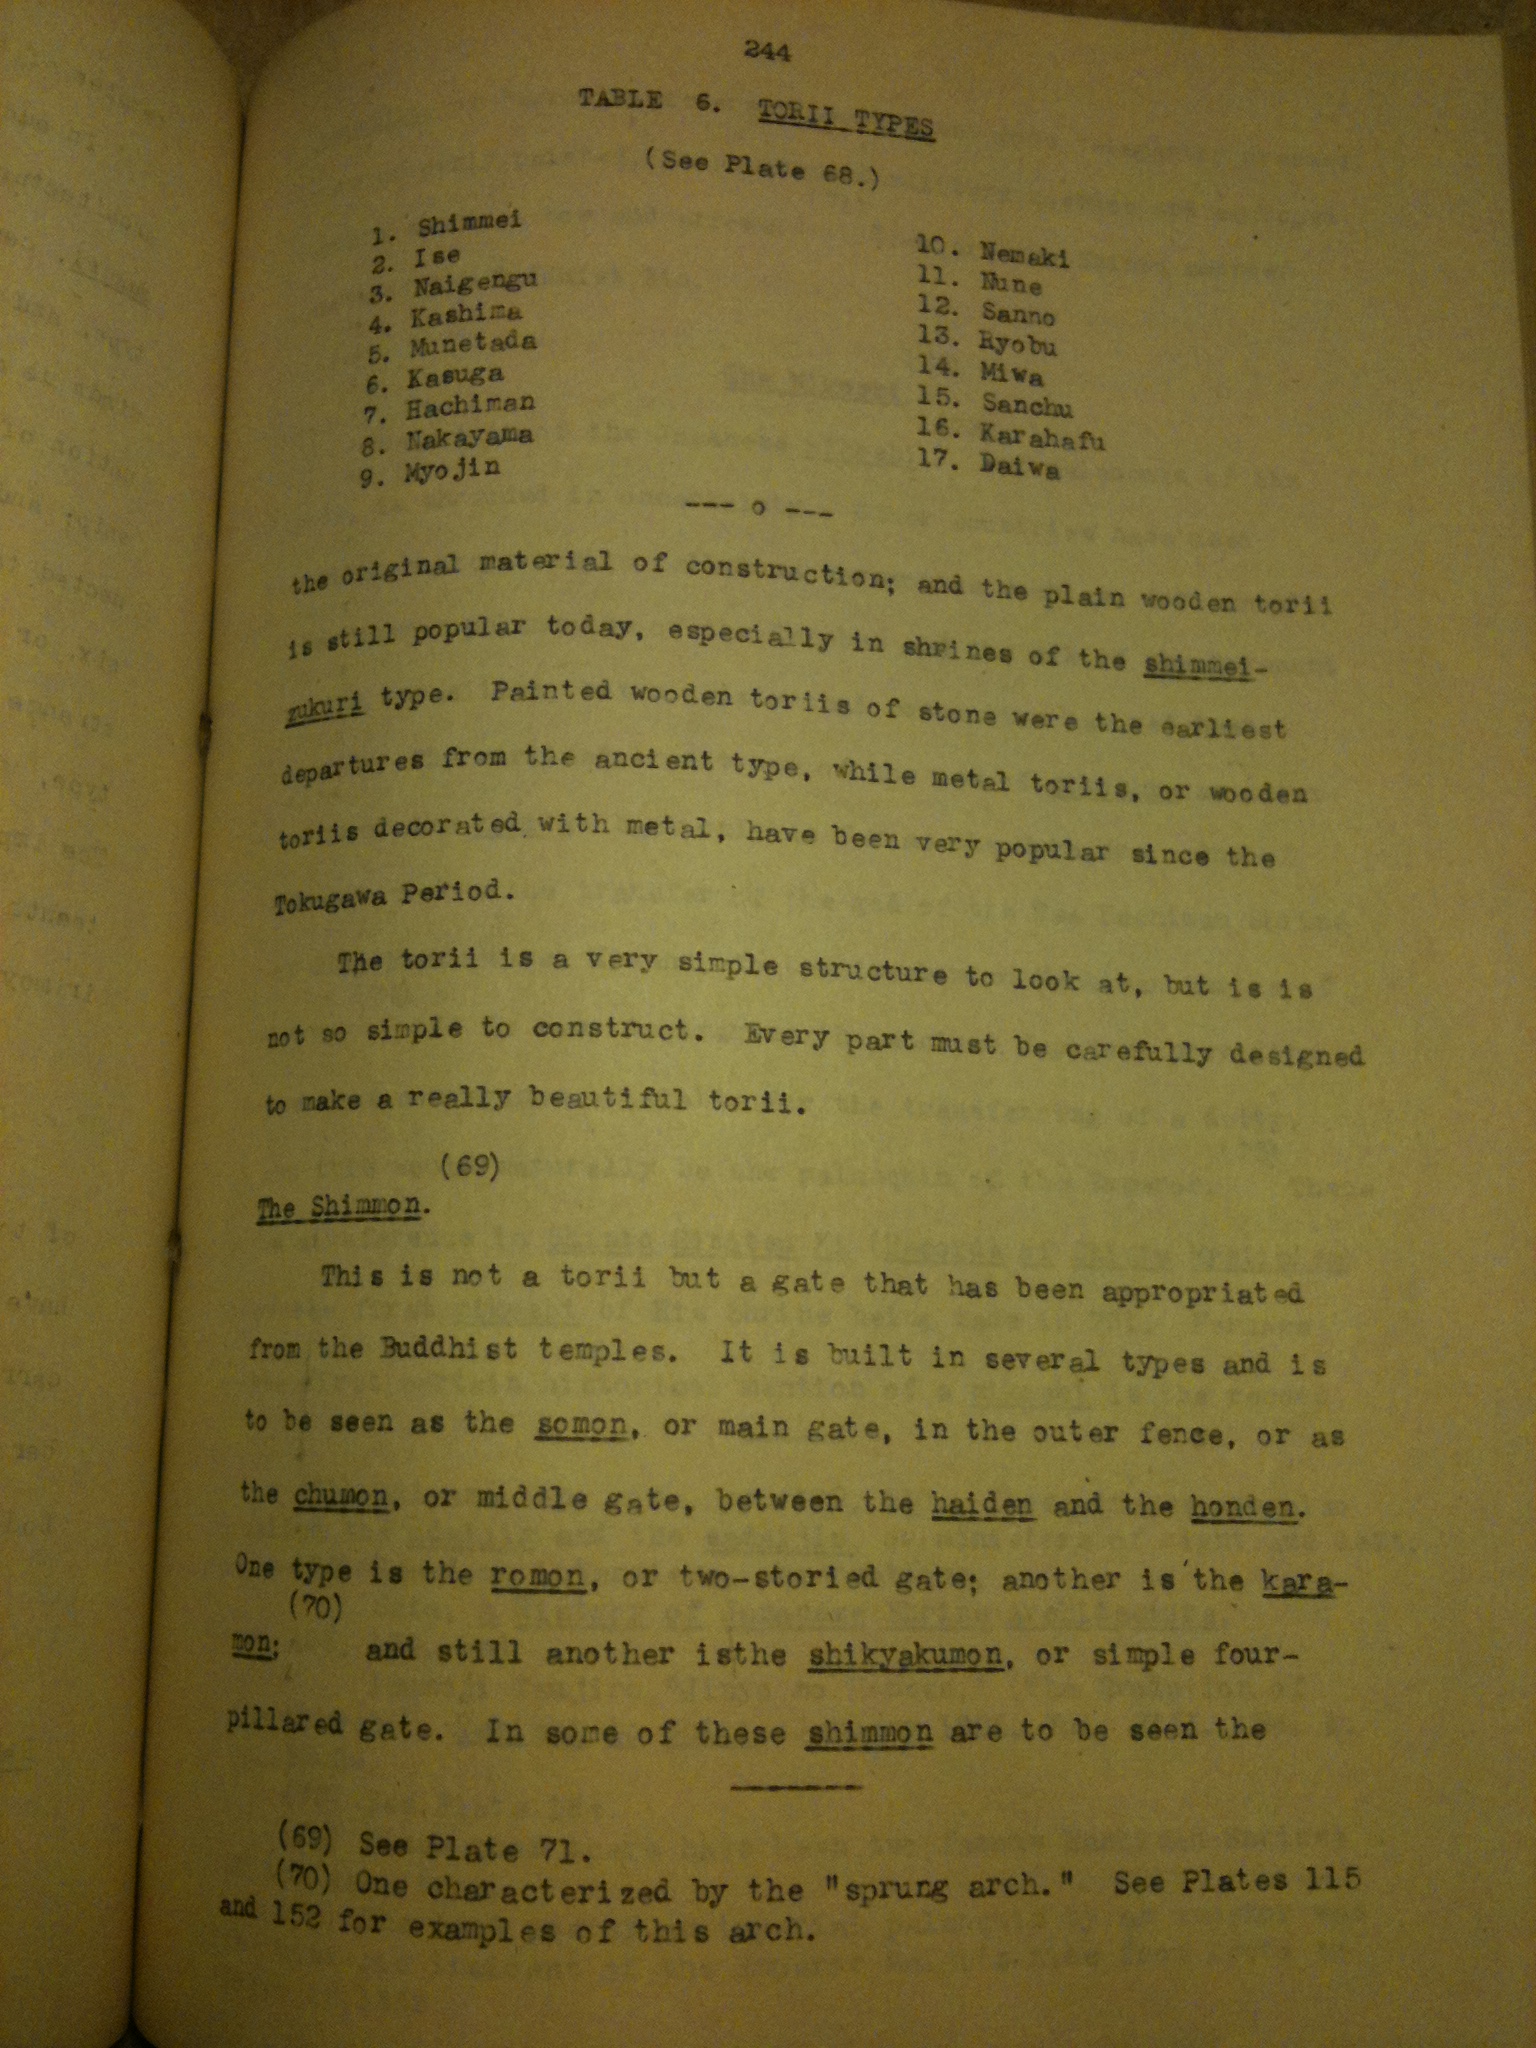 244
TABLE 6. TORII TYPES
(See Plate 68.)
1. Shimmei
2. Ise
3. Naigengu
4. Kashima
5. Munetada
6. Kasuga
7. Hachiman
8. Nakayama
9. Myojin
10. Nemaki
11. Nune
12. Sanno
13. Ryobu
14. Miwa
15. Sanchu
16. Karahafu
17. Daiwa
--- o ---
the original material of construction; and the plain wooden torii
is still popular today, especially in shrines of the shimmei-
zukuri type. Painted wooden toriis of stone were the earliest
departures from the ancient type, while metal toriis, or wooden
toriis decorated with metal, have been very popular since the
Tokugawa Period.
The torii is a very simple structure to look at, but is is
not so simple to construct. Every part must be carefully designed
to make a really beautiful torii.
(69)
The Shimmon.
This is not a torii but a gate that has been appropriated
from the Buddhist temples. It is built in several types and is
to be seen as the somon, or main gate, in the outer fence, or as
the chumon, or middle gate, between the haiden and the honden.
One type is the romon, or two-storied gate; another is the kara-
(70)
mon; and still another isthe shikyakumon, or simple four-
pillared gate. In some of these shimmon are to be seen the
(69) See Plate 71.
(70) One characterized by the "sprung arch." See Plates 115
and 152 for examples of this arch.